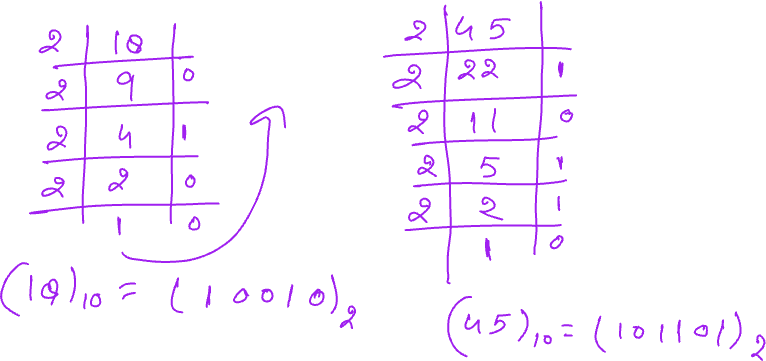 2 | 18
2 | 9 | 0
2 | 4 | 1
2 | 2 | 0
1 | 0
(18)₁₀ = (10010)₂
2 | 45
2 | 22 | 1
2 | 11 | 0
2 | 5 | 1
2 | 2 | 1
1 | 0
(45)₁₀ = (101101)₂